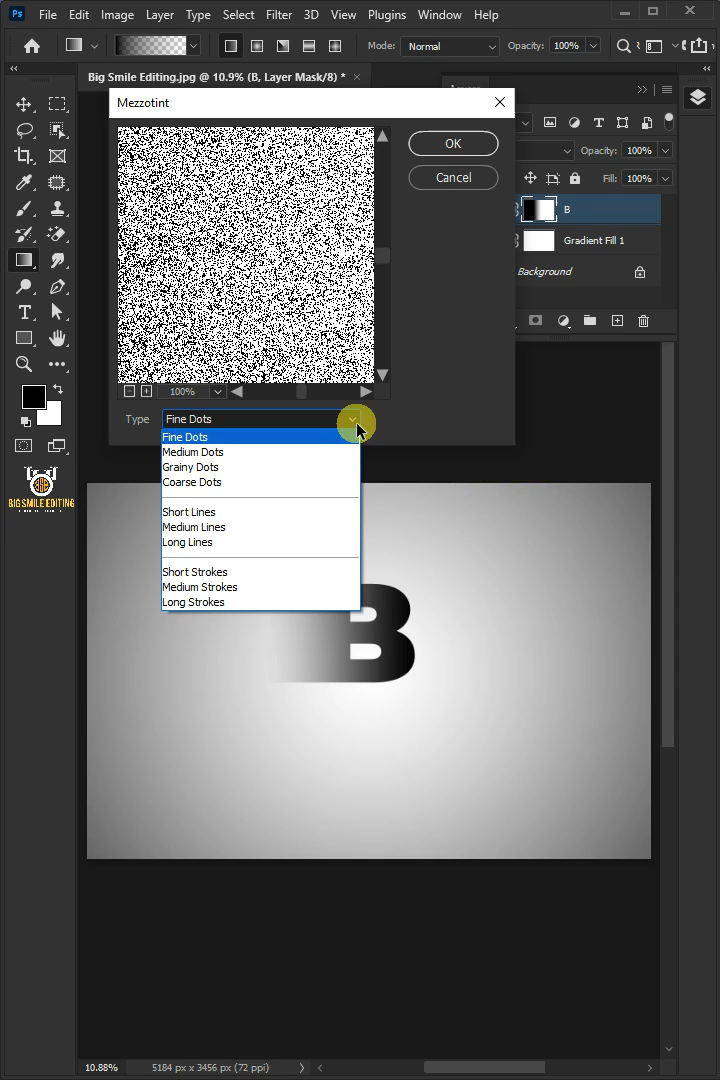 Ps File Edit Image Layer Type Select Filter 3D View Plugins Window Help
Mode: Normal Opacity: 100%
Big Smile Editing.jpg @ 10.9% (B, Layer Mask/8) *
Mezzotint
OK
Cancel
Opacity: 100%
Fill: 100%
B
Gradient Fill 1
Background
100%
Type Fine Dots
Fine Dots
Medium Dots
Grainy Dots
Coarse Dots
Short Lines
Medium Lines
Long Lines
Short Strokes
Medium Strokes
Long Strokes
BIG SMILE EDITING
B
10.88% 5184 px x 3456 px (72 ppi)